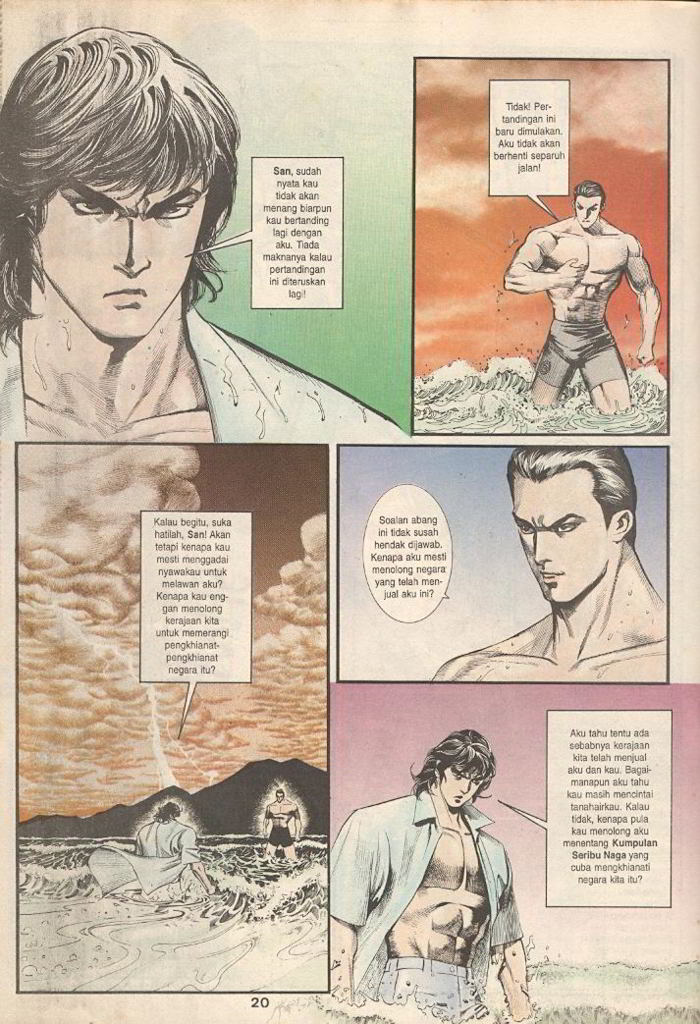 San, sudah
nyata kau
tidak akan
menang biarpun
kau bertanding
lagi dengan
aku. Tiada
maknanya kalau
pertandingan
ini diteruskan
lagi!
Tidak! Per-
tandingan ini
baru dimulakan.
Aku tidak akan
berhenti separuh
jalan!
Kalau begitu, suka
hatilah, San! Akan
tetapi kenapa kau
mesti menggadai
nyawakau untuk
melawan aku?
Kenapa kau eng-
gan menolong
kerajaan kita
untuk memerangi
pengkhianat-
pengkhianat
negara itu?
Soalan abang
ini tidak susah
hendak dijawab.
Kenapa aku mesti
menolong negara
yang telah men-
jual aku ini?
Aku tahu tentu ada
sebabnya kerajaan
kita telah menjual
aku dan kau. Bagai-
manapun aku tahu
kau masih mencintai
tanahairkau. Kalau
tidak, kenapa pula
kau menolong aku
menentang Kumpulan
Seribu Naga yang
cuba mengkhianati
negara kita itu?
20